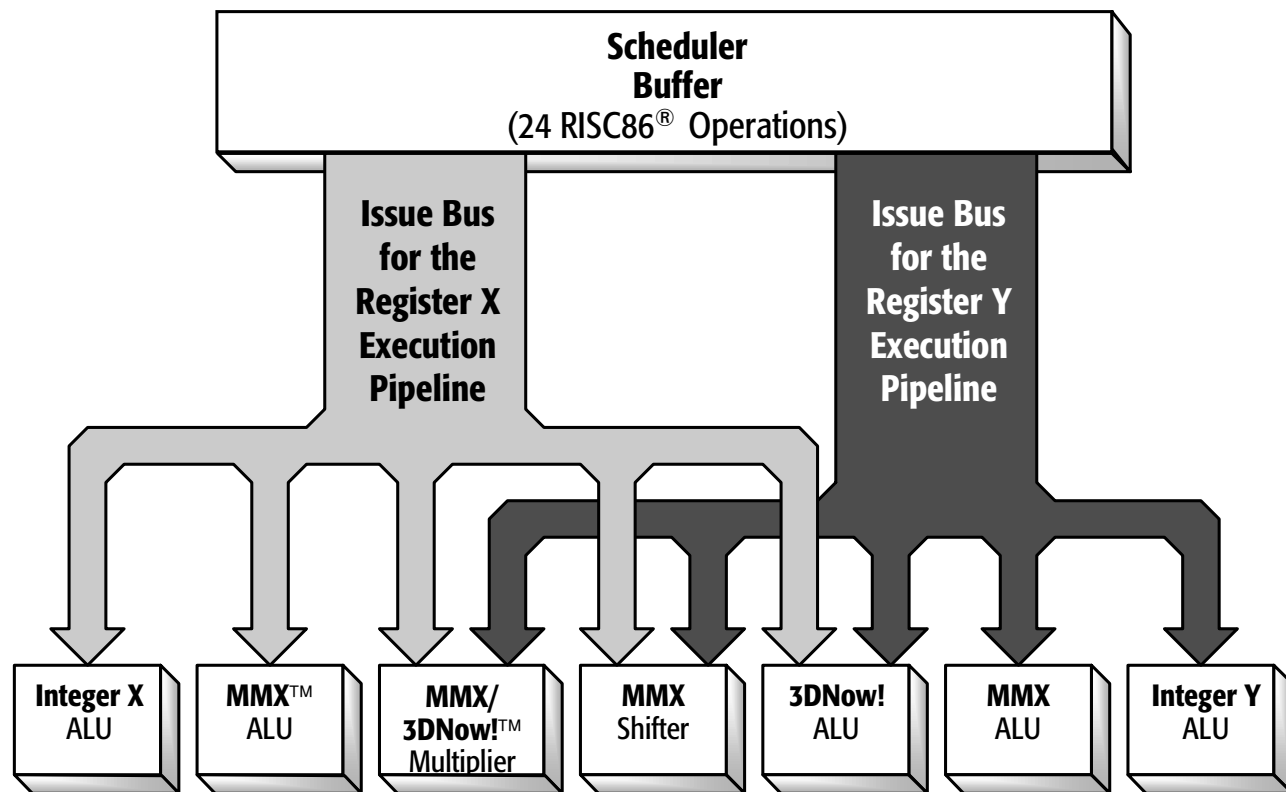 Scheduler
Buffer
(24 RISC86® Operations)
Issue Bus
for the
Register X
Execution
Pipeline
Issue Bus
for the
Register Y
Execution
Pipeline
Integer X
ALU
MMX™
ALU
MMX/
3DNow!™
Multiplier
MMX
Shifter
3DNow!
ALU
MMX
ALU
Integer Y
ALU